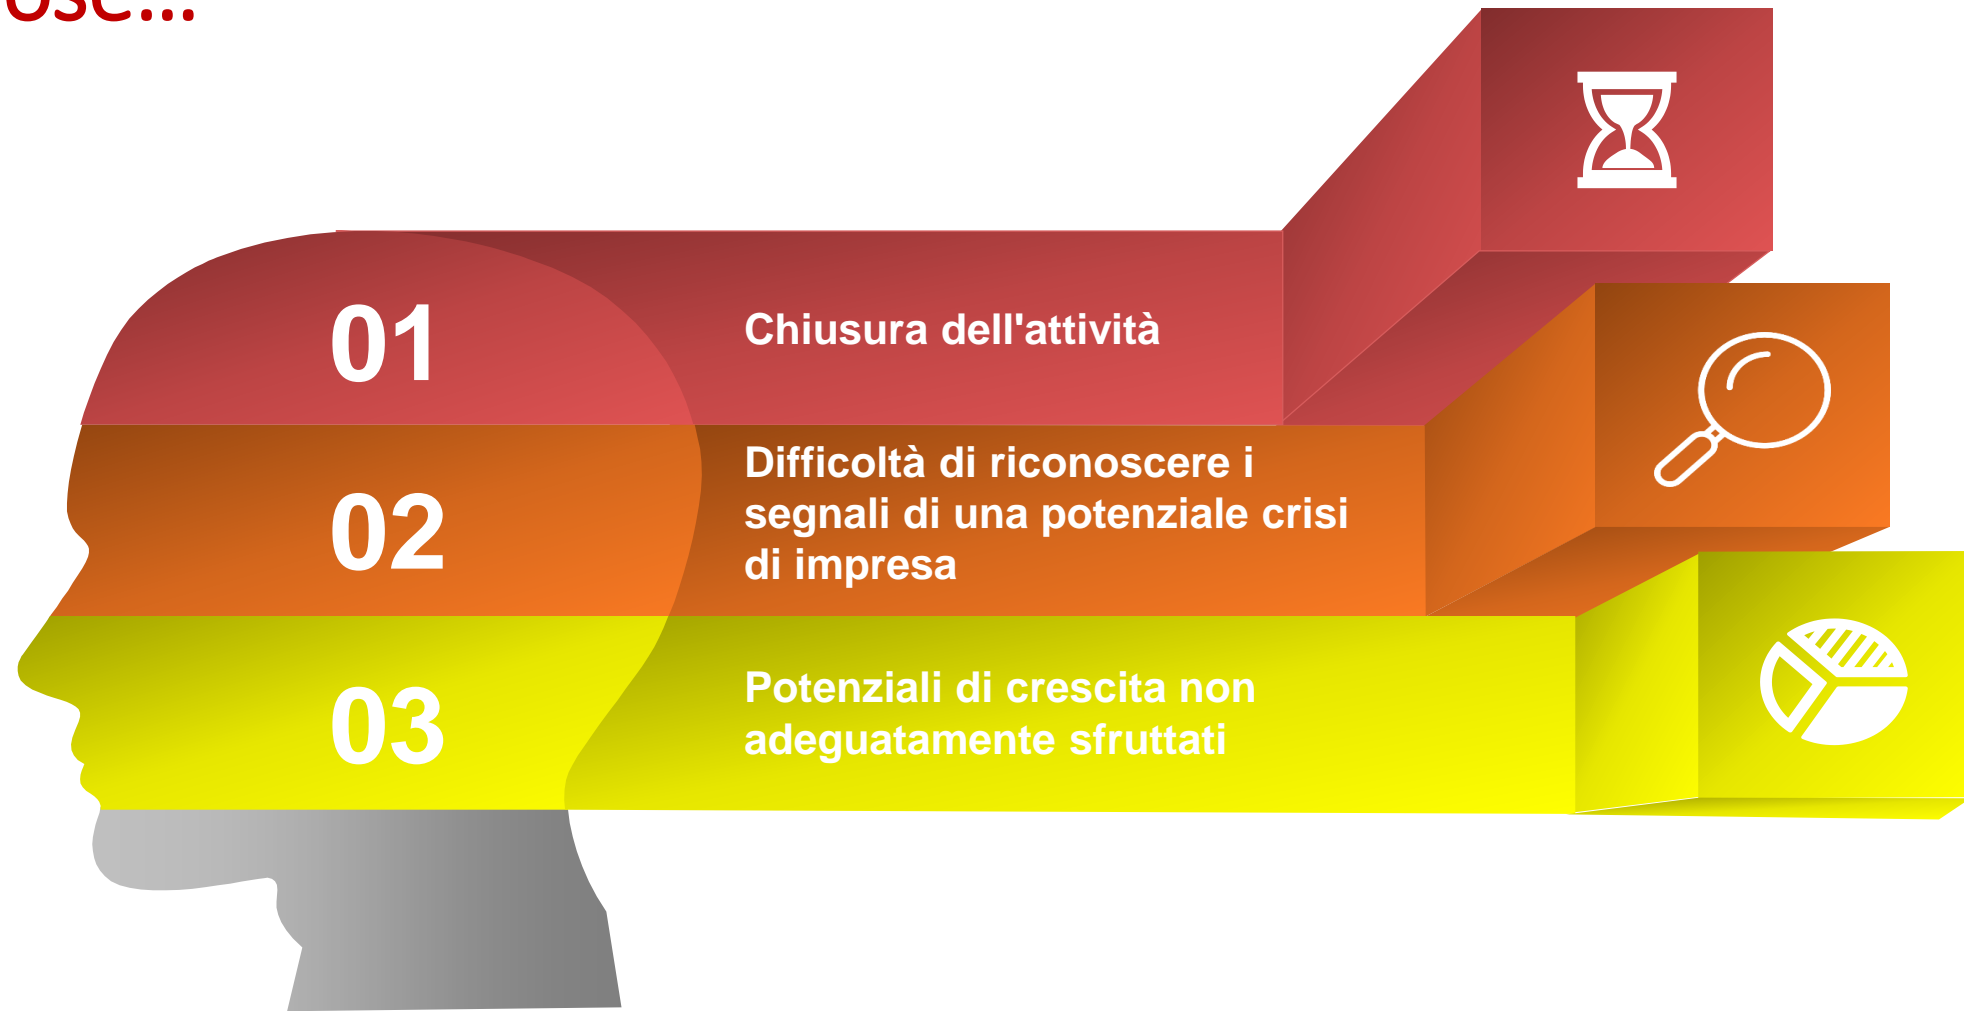 01
Chiusura dell'attività
02
Difficoltà di riconoscere i
segnali di una potenziale crisi
di impresa
03
Potenziali di crescita non
adeguatamente sfruttati